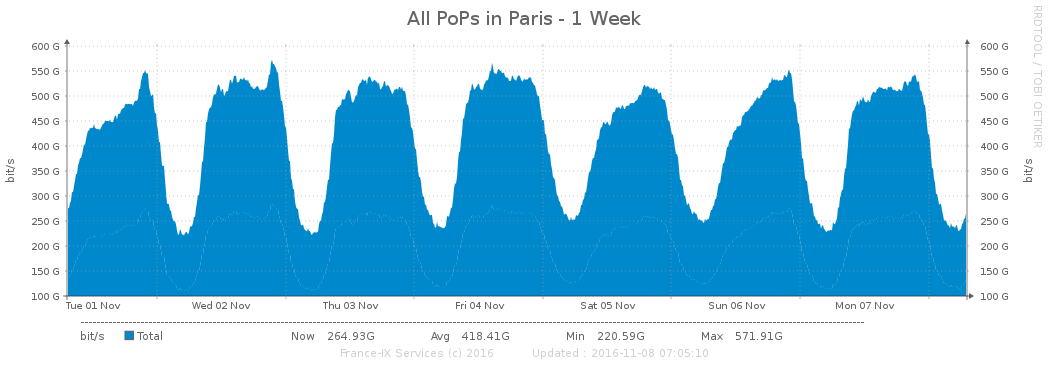 All PoPs in Paris - 1 Week
RRDTOOL / TOBI OETIKER
600 G 600 G
550 G 550 G
500 G 500 G
450 G 450 G
400 G 400 G
350 G 350 G
300 G 300 G
250 G 250 G
200 G 200 G
150 G 150 G
100 G 100 G
bit/s bit/s
Tue 01 Nov Wed 02 Nov Thu 03 Nov Fri 04 Nov Sat 05 Nov Sun 06 Nov Mon 07 Nov
bit/s Total Now 264.93G Avg 418.41G Min 220.59G Max 571.91G
France-IX Services (c) 2016 Updated : 2016-11-08 07:05:10